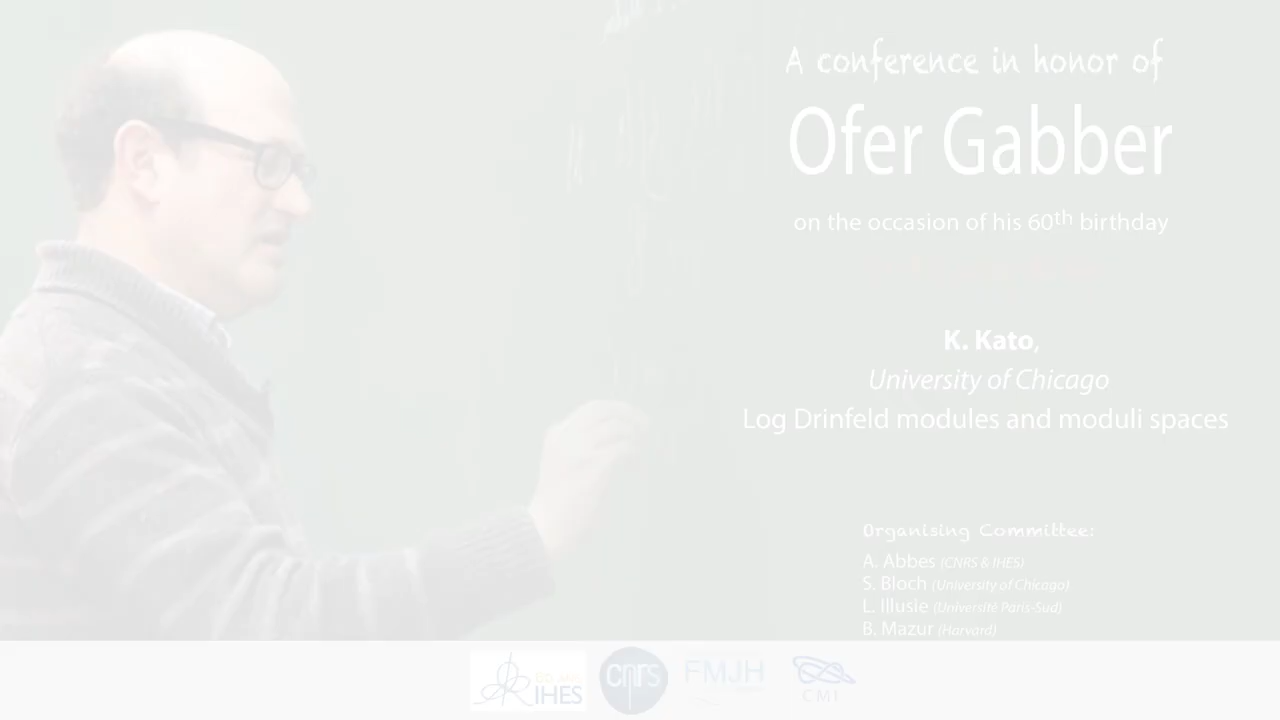 A conference in honor of
Ofer Gabber
on the occasion of his 60th birthday
K. Kato,
University of Chicago
Log Drinfeld modules and moduli spaces
Organising Committee:
A. Abbes (CNRS & IHES)
S. Bloch (University of Chicago)
L. Illusie (Université Paris-Sud)
B. Mazur (Harvard)
IHES
cnrs
FMJH
CMI